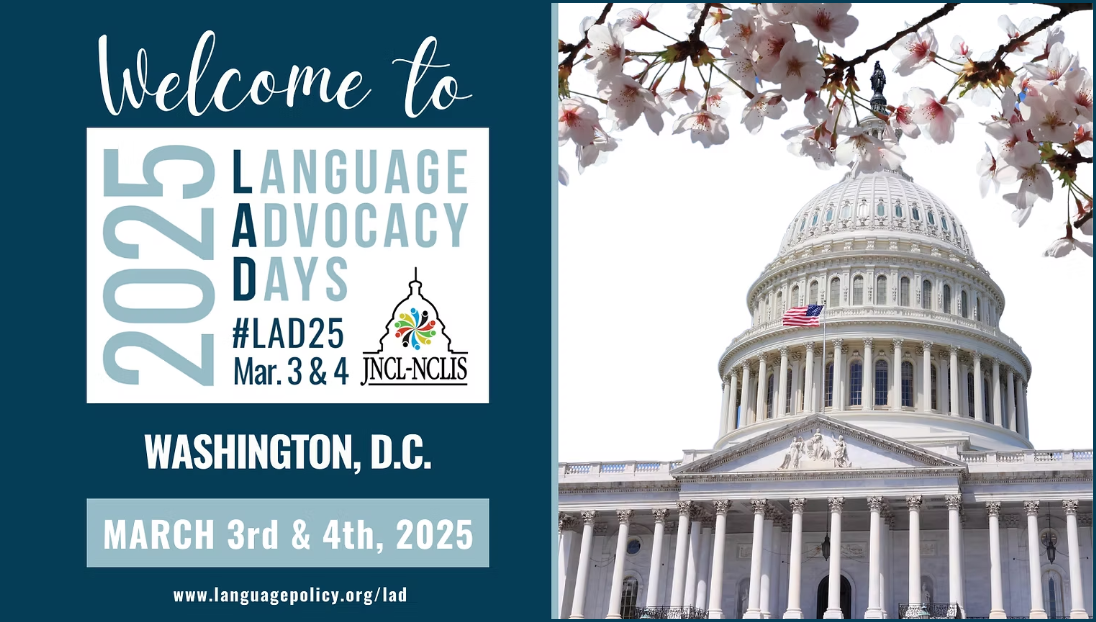 Welcome to
2025
LANGUAGE
ADVOCACY
DAYS
#LAD25
Mar. 3 & 4
JNCL-NCLIS
WASHINGTON, D.C.
MARCH 3rd & 4th, 2025
www.languagepolicy.org/lad